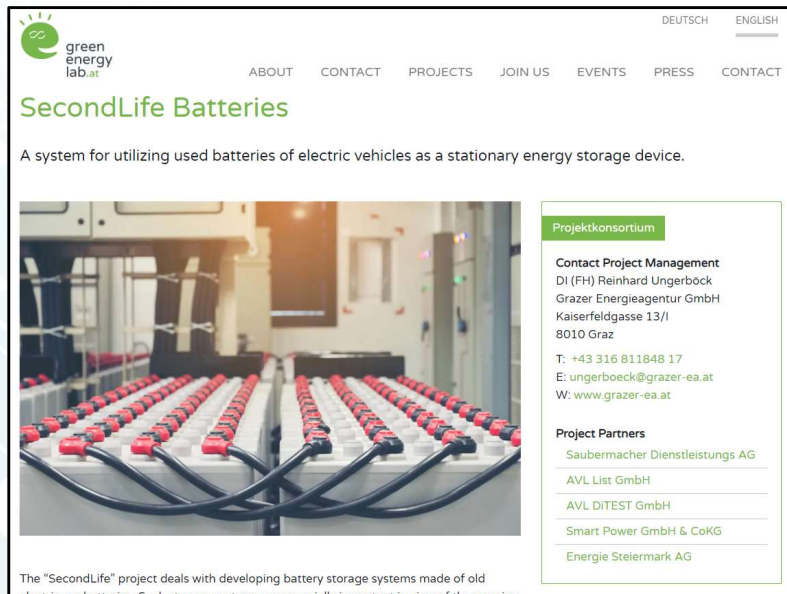 DEUTSCH ENGLISH
green
energy
lab.at
ABOUT CONTACT PROJECTS JOIN US EVENTS PRESS CONTACT
SecondLife Batteries
A system for utilizing used batteries of electric vehicles as a stationary energy storage device.
Projektkonsortium
Contact Project Management
DI (FH) Reinhard Ungerböck
Grazer Energieagentur GmbH
Kaiserfeldgasse 13/I
8010 Graz
T: +43 316 811848 17
E: ungerboeck@grazer-ea.at
W: www.grazer-ea.at
Project Partners
Saubermacher Dienstleistungs AG
AVL List GmbH
AVL DiTEST GmbH
Smart Power GmbH & CoKG
Energie Steiermark AG
The “SecondLife” project deals with developing battery storage systems made of old